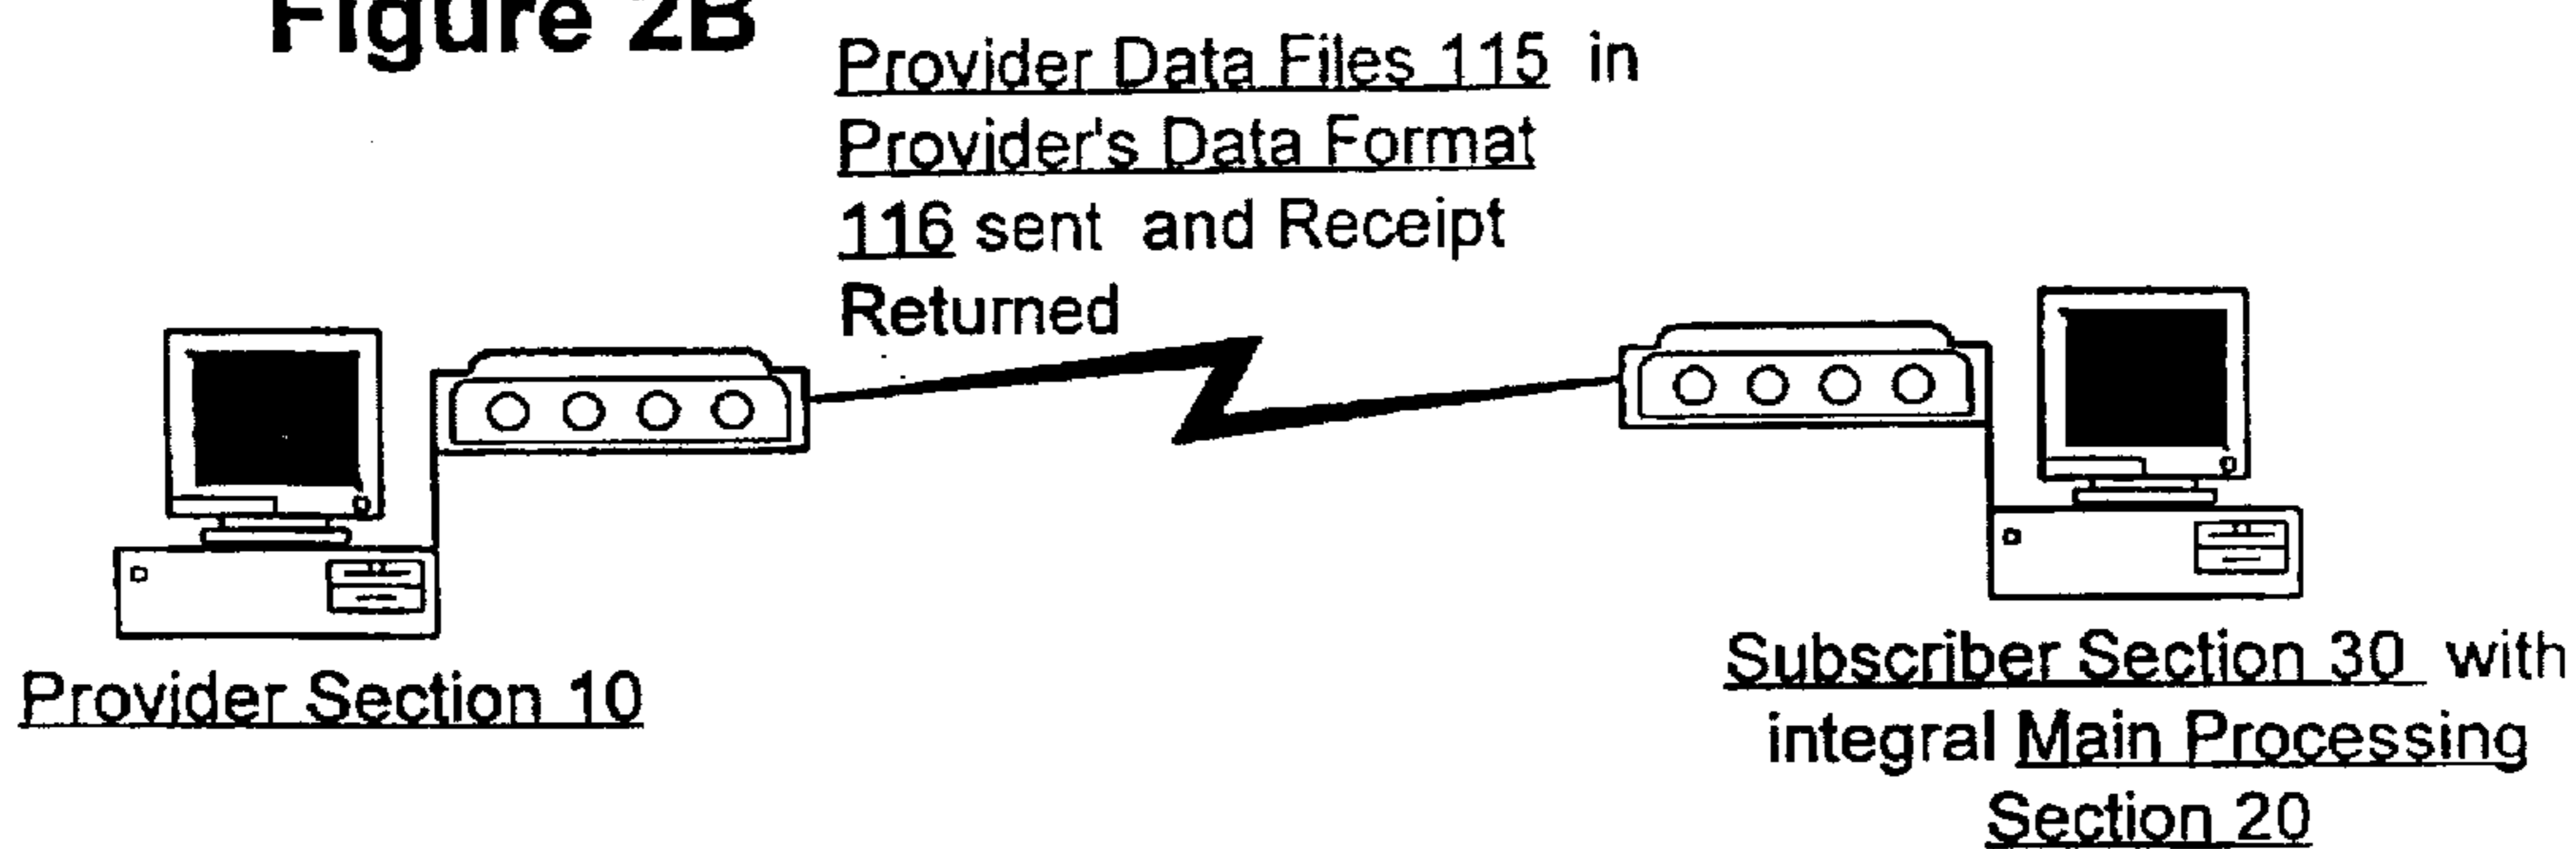 Figure 2B
Provider Data Files 115 in
Provider's Data Format
116 sent and Receipt
Returned
Provider Section 10
Subscriber Section 30 with
integral Main Processing
Section 20